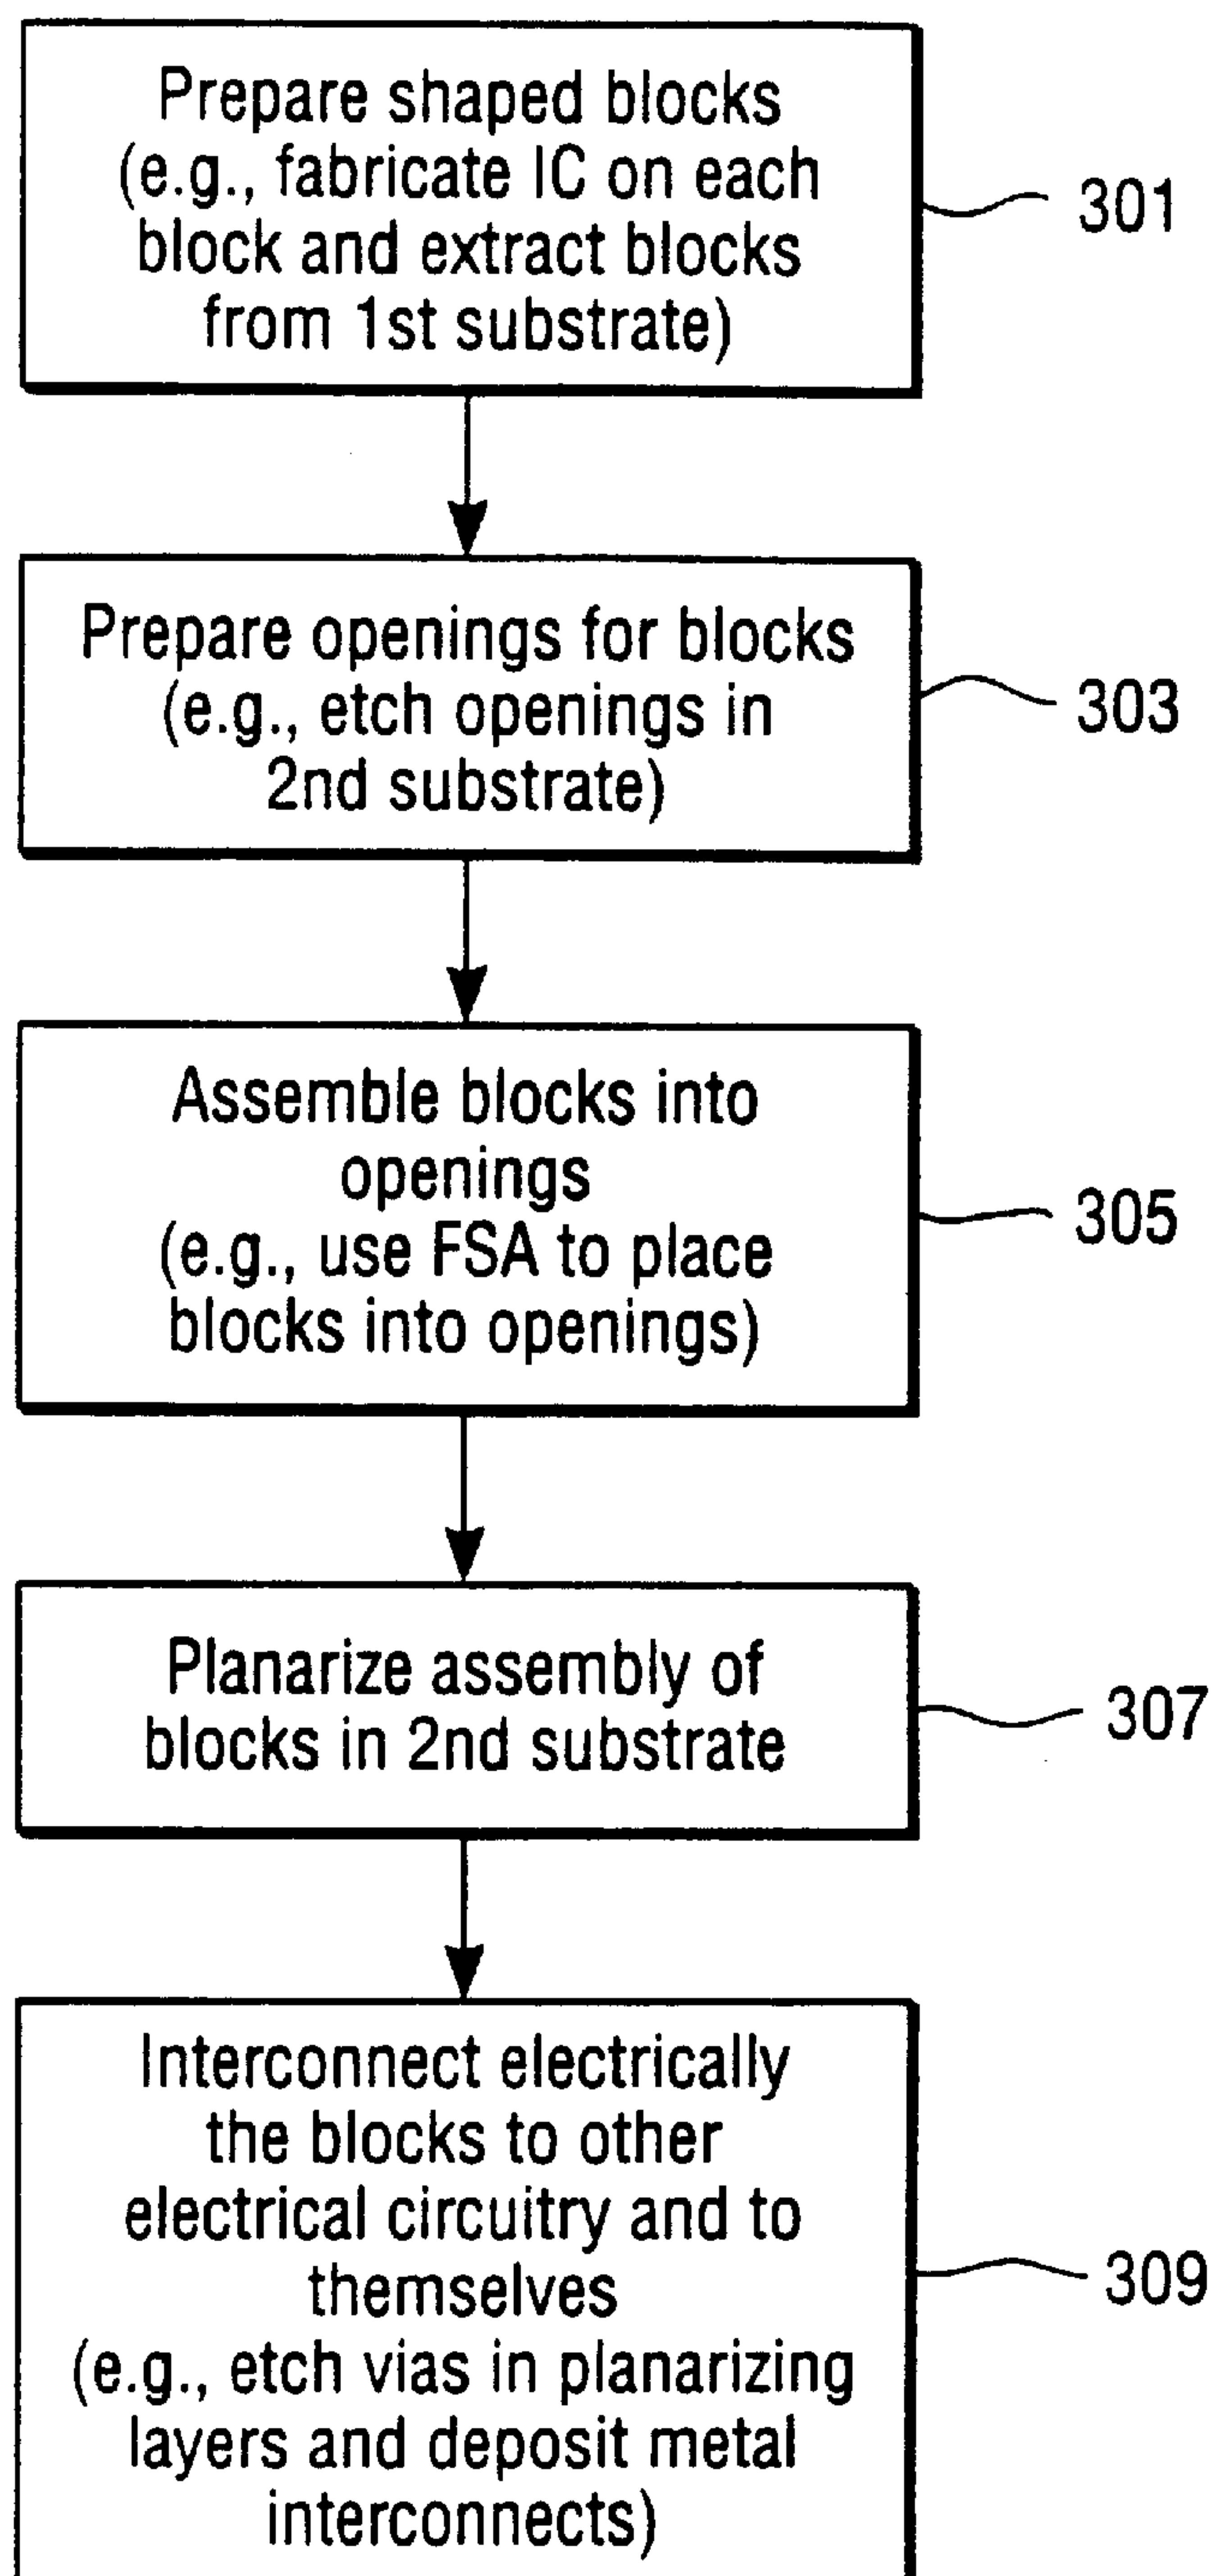 Prepare shaped blocks
(e.g., fabricate IC on each
block and extract blocks
from 1st substrate)
301
Prepare openings for blocks
(e.g., etch openings in
2nd substrate)
303
Assemble blocks into
openings
(e.g., use FSA to place
blocks into openings)
305
Planarize assembly of
blocks in 2nd substrate
307
Interconnect electrically
the blocks to other
electrical circuitry and to
themselves
(e.g., etch vias in planarizing
layers and deposit metal
interconnects)
309